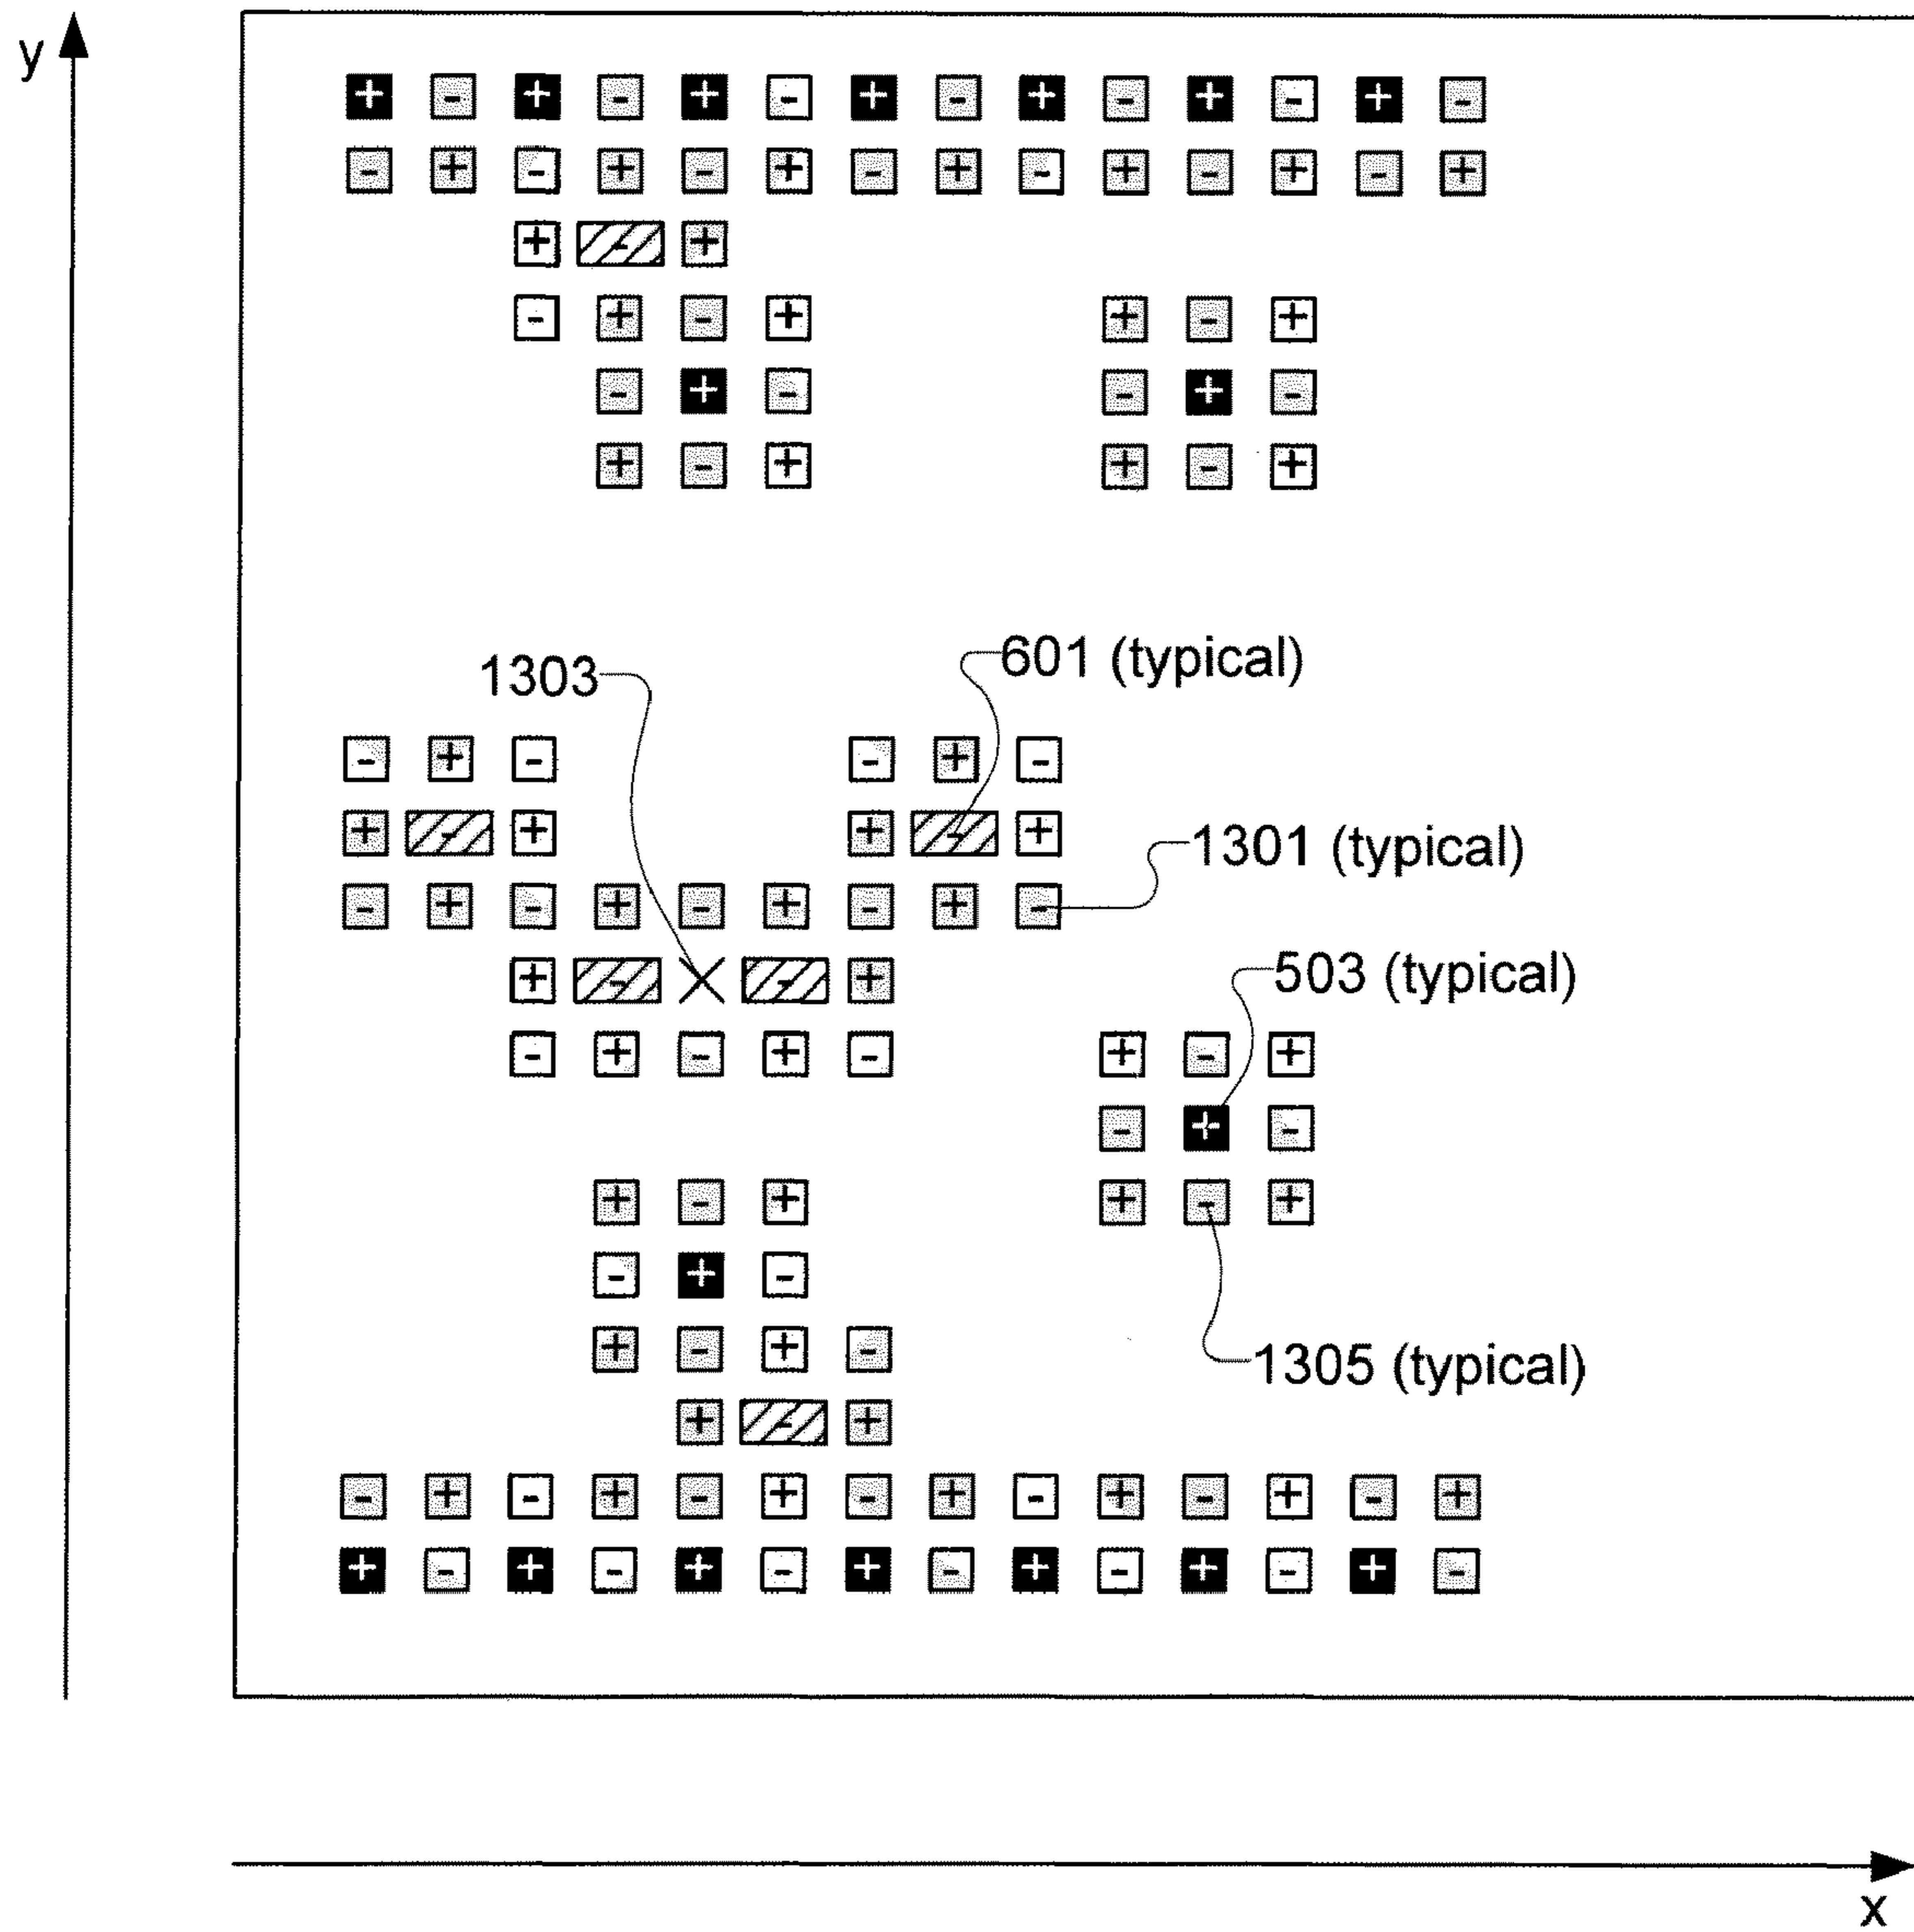 y
+ - + - + - + - + - + - + -
- + - + - + - + - + - + - +
+ - +
- + - + + - +
- + - - + -
+ - + + - +
1303
601 (typical)
- + - - + -
+ - + + - +
1301 (typical)
- + - + - + - + -
503 (typical)
+ - - +
- + - + - + - +
- + -
+ - + + - +
- + -
+ - + -
1305 (typical)
+ - +
- + - + - + - + - + - + - +
+ - + - + - + - + - + - + -
x